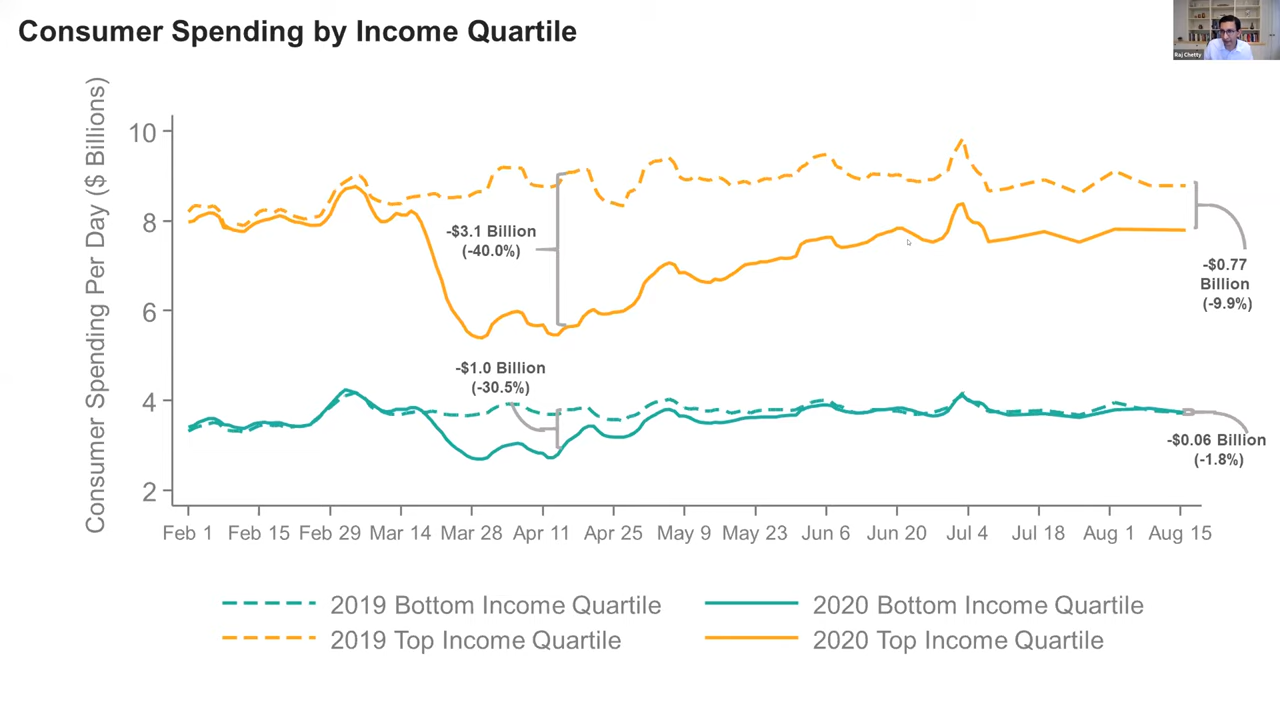 Consumer Spending by Income Quartile
Raj Chetty
Consumer Spending Per Day ($ Billions)
10
8
6
4
2
-$3.1 Billion
(-40.0%)
-$1.0 Billion
(-30.5%)
-$0.77
Billion
(-9.9%)
-$0.06 Billion
(-1.8%)
Feb 1 Feb 15 Feb 29 Mar 14 Mar 28 Apr 11 Apr 25 May 9 May 23 Jun 6 Jun 20 Jul 4 Jul 18 Aug 1 Aug 15
2019 Bottom Income Quartile 2020 Bottom Income Quartile
2019 Top Income Quartile 2020 Top Income Quartile